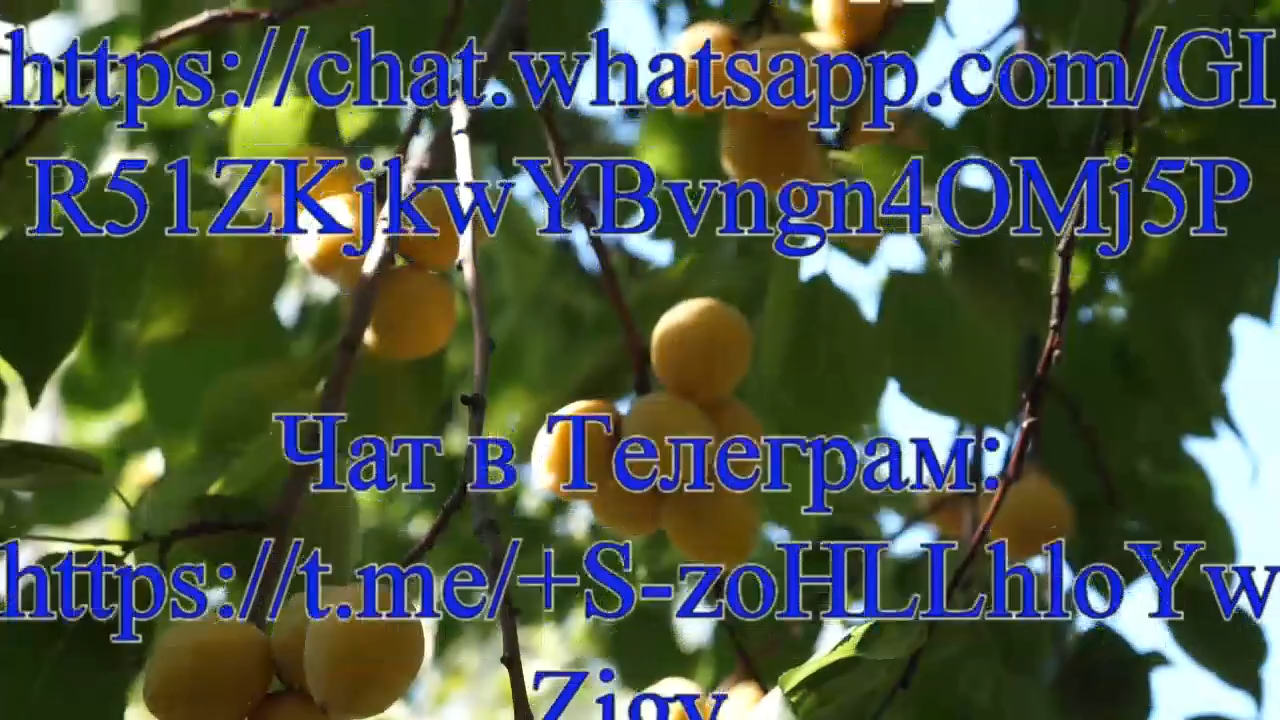 https://chat.whatsapp.com/GI
R51ZKjkwYBvngn4OMj5P
Чат в Телеграм:
https://t.me/+S-zoHLLhloYw